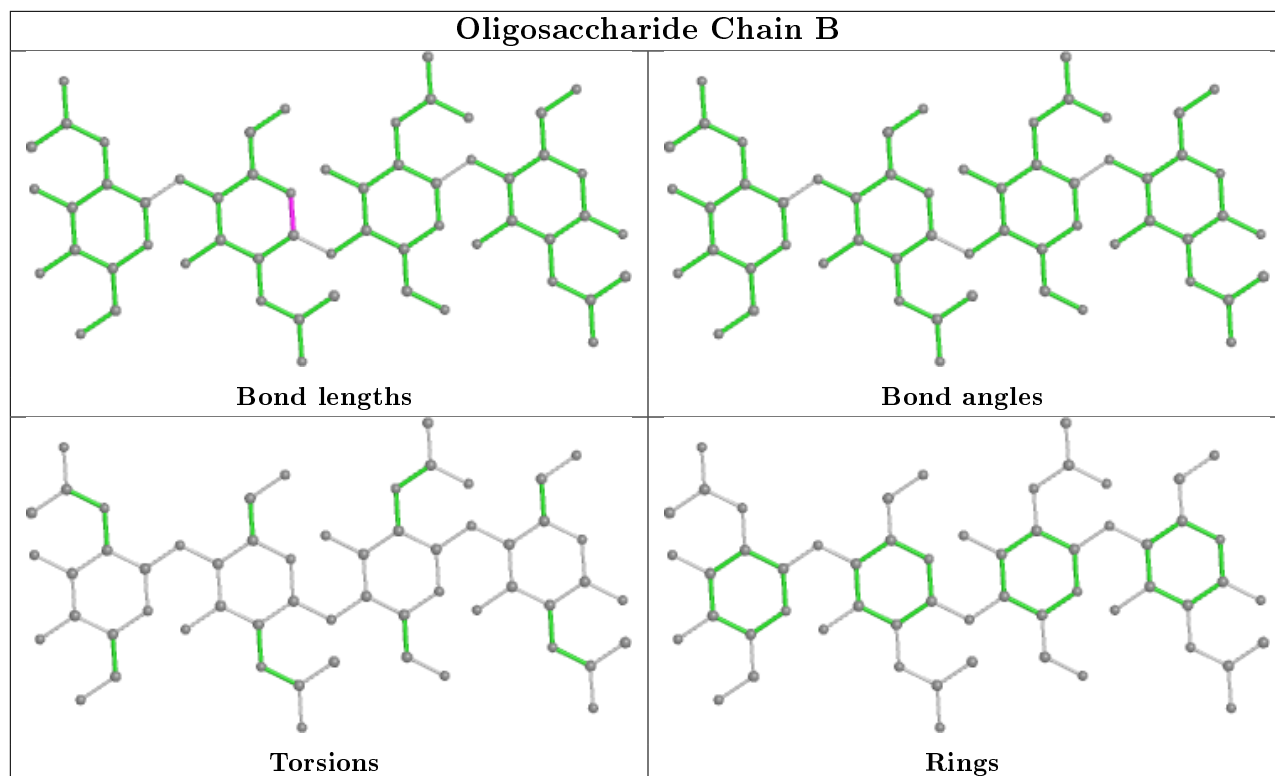 Oligosaccharide Chain B
Bond lengths
Bond angles
Torsions
Rings